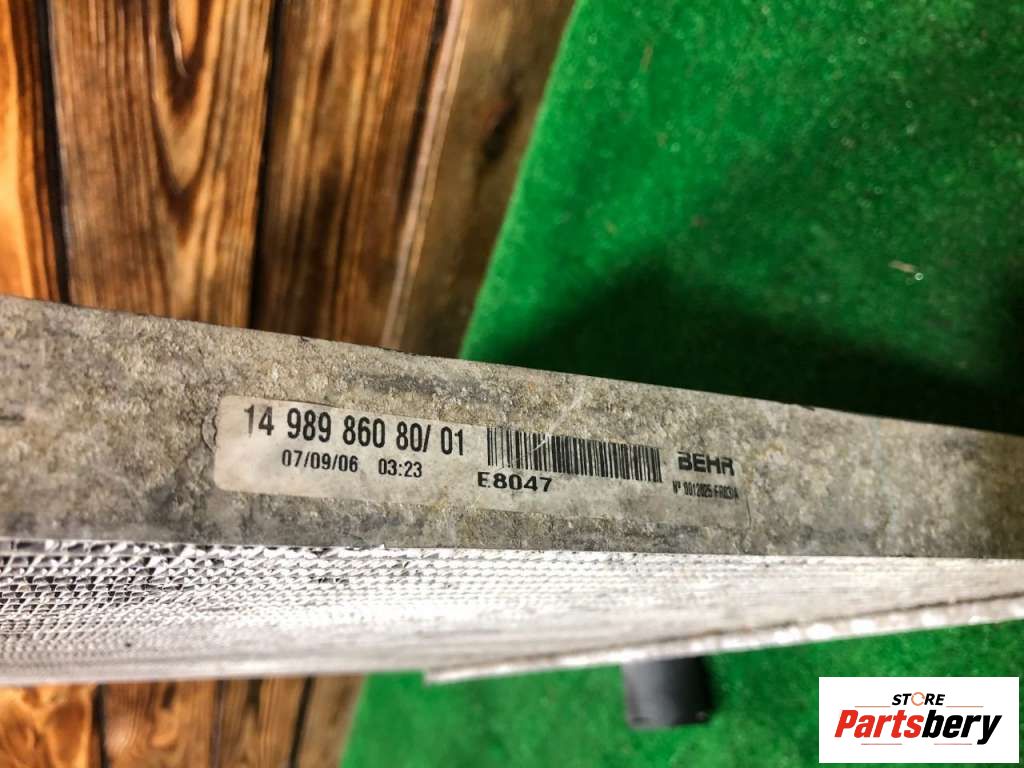 14 989 860 80/ 01
07/09/06 03:23
E8047
BEHR
STORE
Partsbery